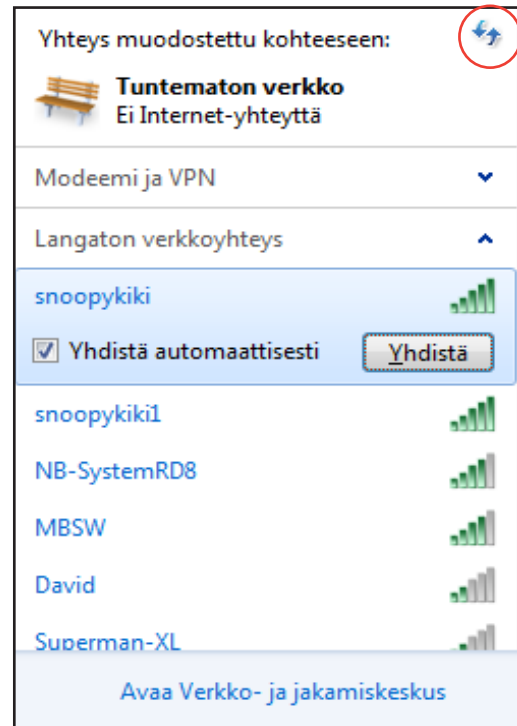 Yhteys muodostettu kohteeseen:
Tuntematon verkko
Ei Internet-yhteyttä
Modeemi ja VPN
Langaton verkkoyhteys
snoopykiki
Yhdistä automaattisesti
Yhdistä
snoopykiki1
NB-SystemRD8
MBSW
David
Superman-XL
Avaa Verkko- ja jakamiskeskus